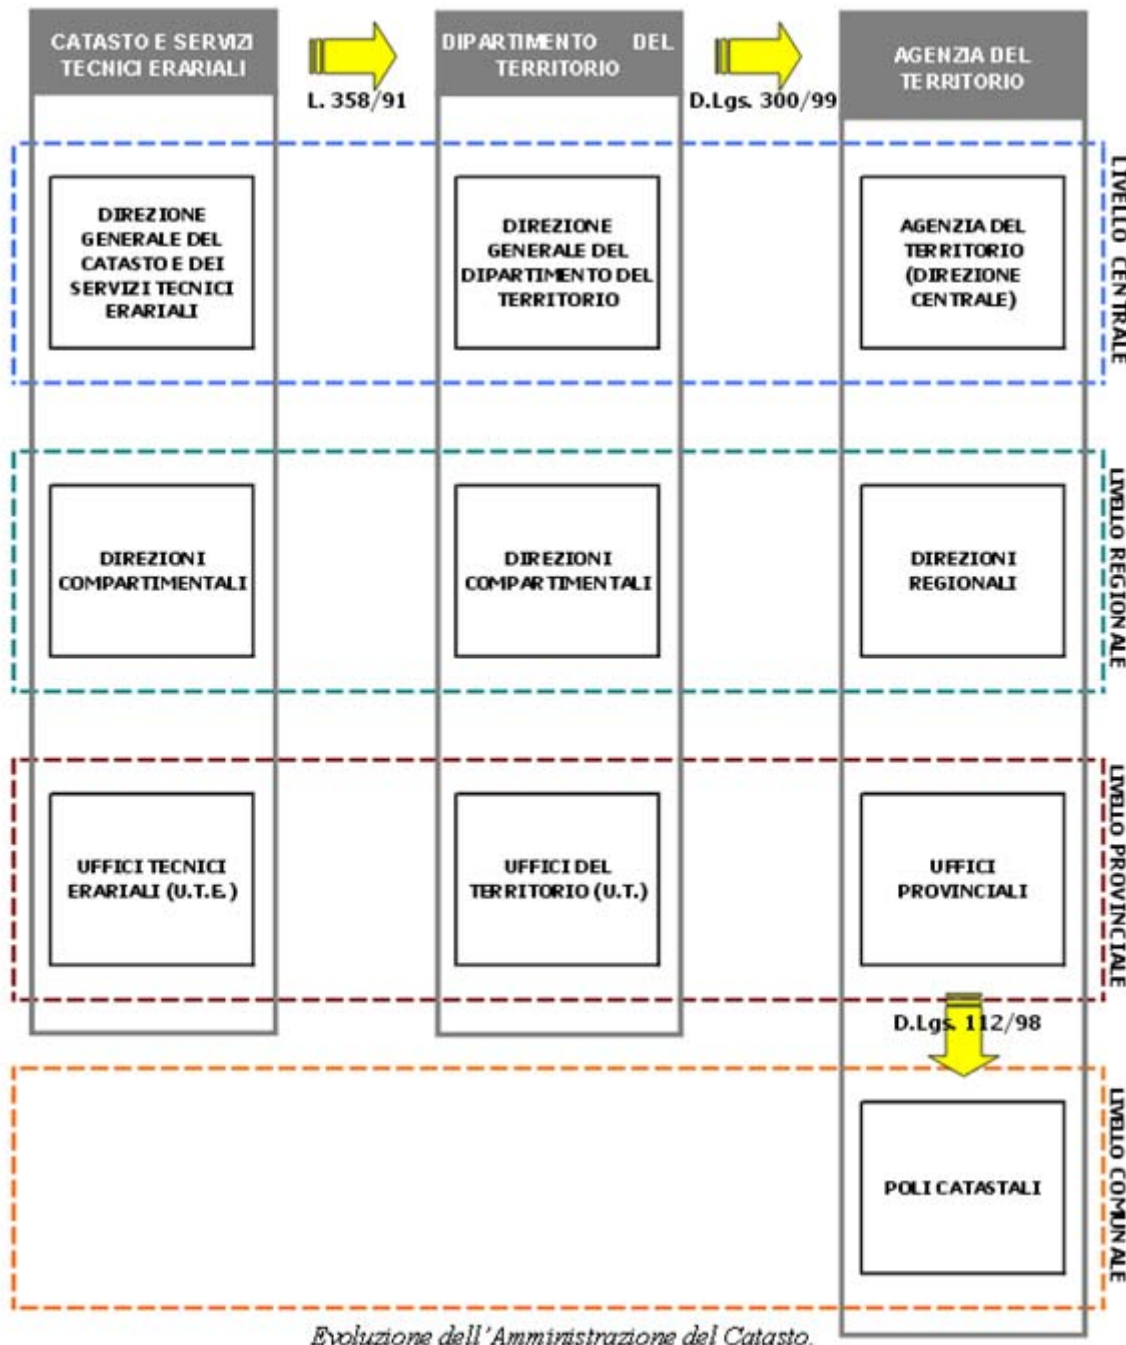 CATASTO E SERVIZI
TECNICI ERARIALI
L. 358/91
DIPARTIMENTO DEL
TERRITORIO
D.Lgs. 300/99
AGENZIA DEL
TERRITORIO
DIREZIONE
GENERALE DEL
CATASTO E DEI
SERVIZI TECNICI
ERARIALI
DIREZIONE
GENERALE DEL
DIPARTIMENTO DEL
TERRITORIO
AGENZIA DEL
TERRITORIO
(DIREZIONE
CENTRALE)
LIVELLO CENTRALE
DIREZIONI
COMPARTIMENTALI
DIREZIONI
COMPARTIMENTALI
DIREZIONI
REGIONALI
LIVELLO REGIONALE
UFFICI TECNICI
ERARIALI (U.T.E.)
UFFICI DEL
TERRITORIO (U.T.)
UFFICI
PROVINCIALI
LIVELLO PROVINCIALE
D.Lgs. 112/98
POLI CATASTALI
LIVELLO COMUNALE
Evoluzione dell'Amministrazione del Catasto.